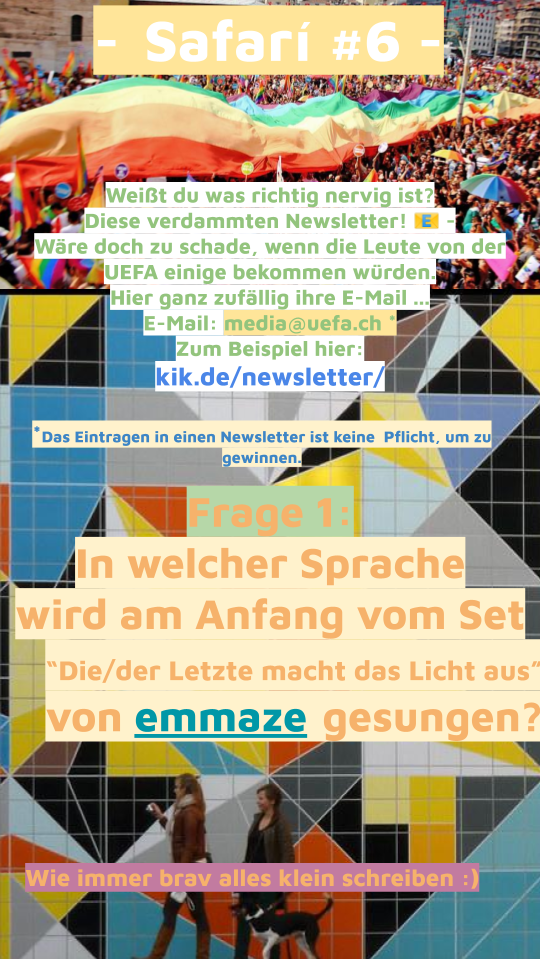 - Safarí #6 -
Weißt du was richtig nervig ist?
Diese verdammten Newsletter! 📧 -
Wäre doch zu schade, wenn die Leute von der
UEFA einige bekommen würden.
Hier ganz zufällig ihre E-Mail ...
E-Mail: media@uefa.ch *
Zum Beispiel hier:
kik.de/newsletter/
*Das Eintragen in einen Newsletter ist keine Pflicht, um zu
gewinnen.
Frage 1:
In welcher Sprache
wird am Anfang vom Set
“Die/der Letzte macht das Licht aus”
von emmaze gesungen?
Wie immer brav alles klein schreiben :)